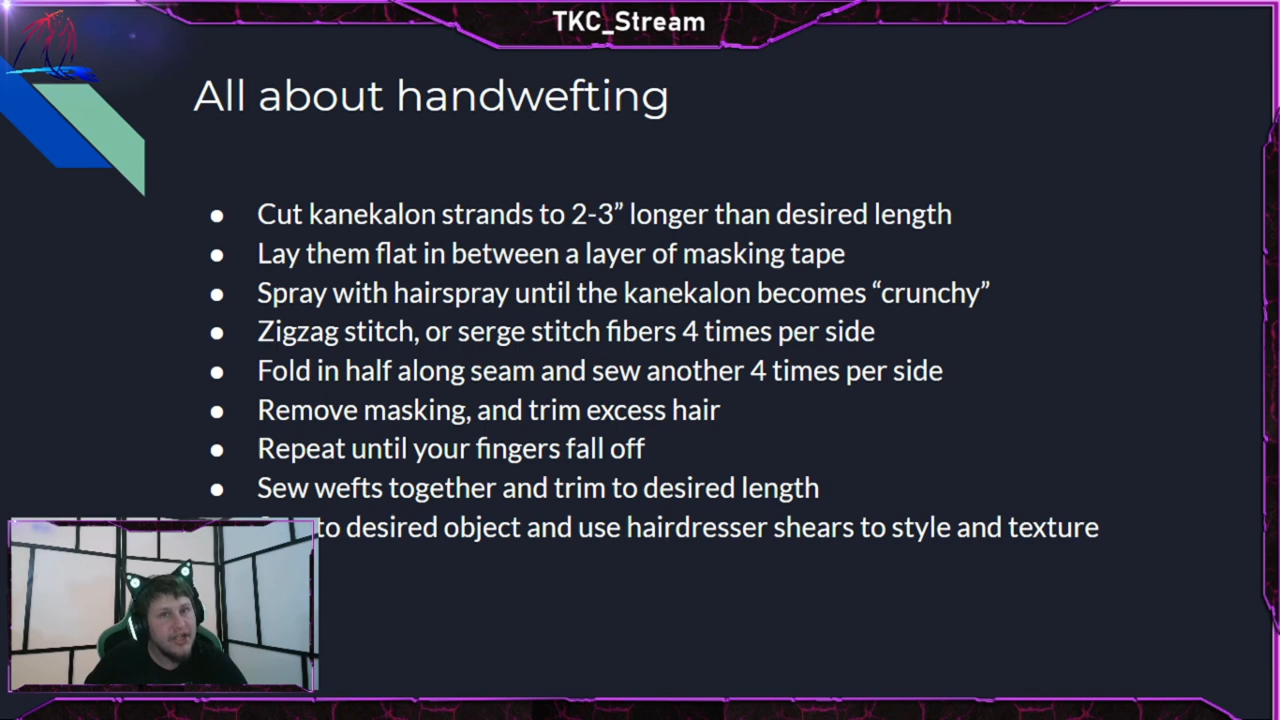 TKC_Stream
All about handwefting
● Cut kanekalon strands to 2-3” longer than desired length
● Lay them flat in between a layer of masking tape
● Spray with hairspray until the kanekalon becomes “crunchy”
● Zigzag stitch, or serge stitch fibers 4 times per side
● Fold in half along seam and sew another 4 times per side
● Remove masking, and trim excess hair
● Repeat until your fingers fall off
● Sew wefts together and trim to desired length
to desired object and use hairdresser shears to style and texture